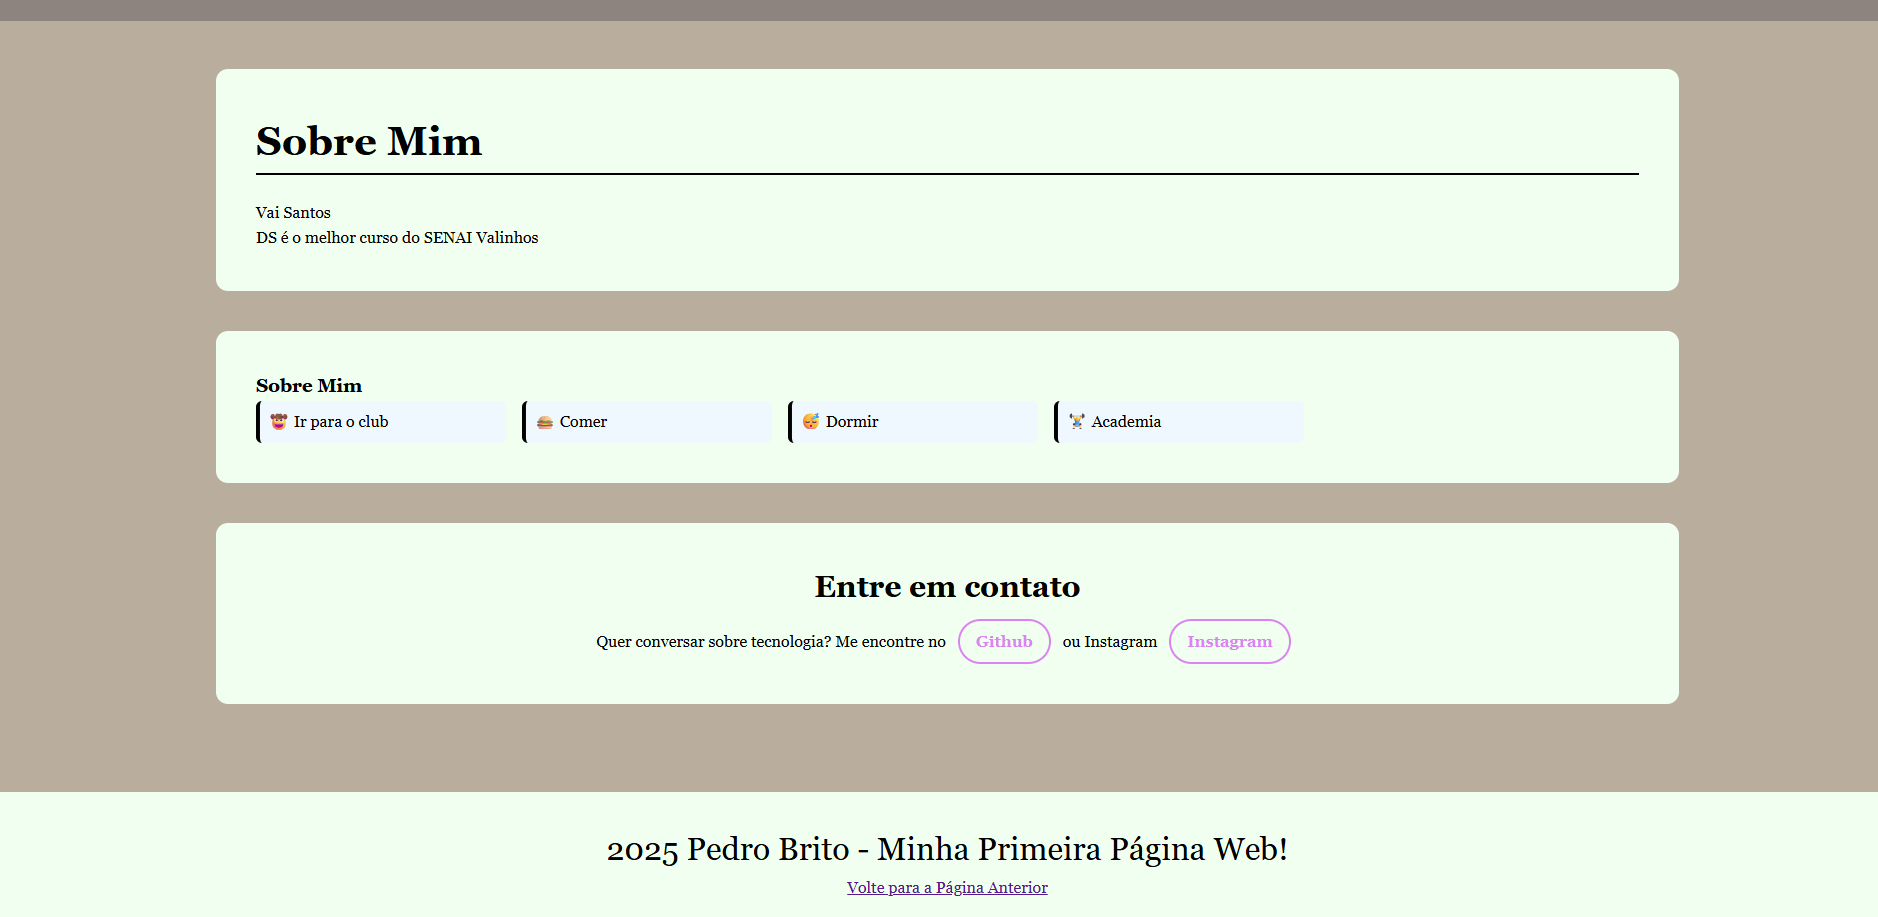 Sobre Mim
Vai Santos
DS é o melhor curso do SENAI Valinhos
Sobre Mim
🤠 Ir para o club
🍔 Comer
😴 Dormir
🏋️ Academia
Entre em contato
Quer conversar sobre tecnologia? Me encontre no Github ou Instagram Instagram
2025 Pedro Brito - Minha Primeira Página Web!
Volte para a Página Anterior